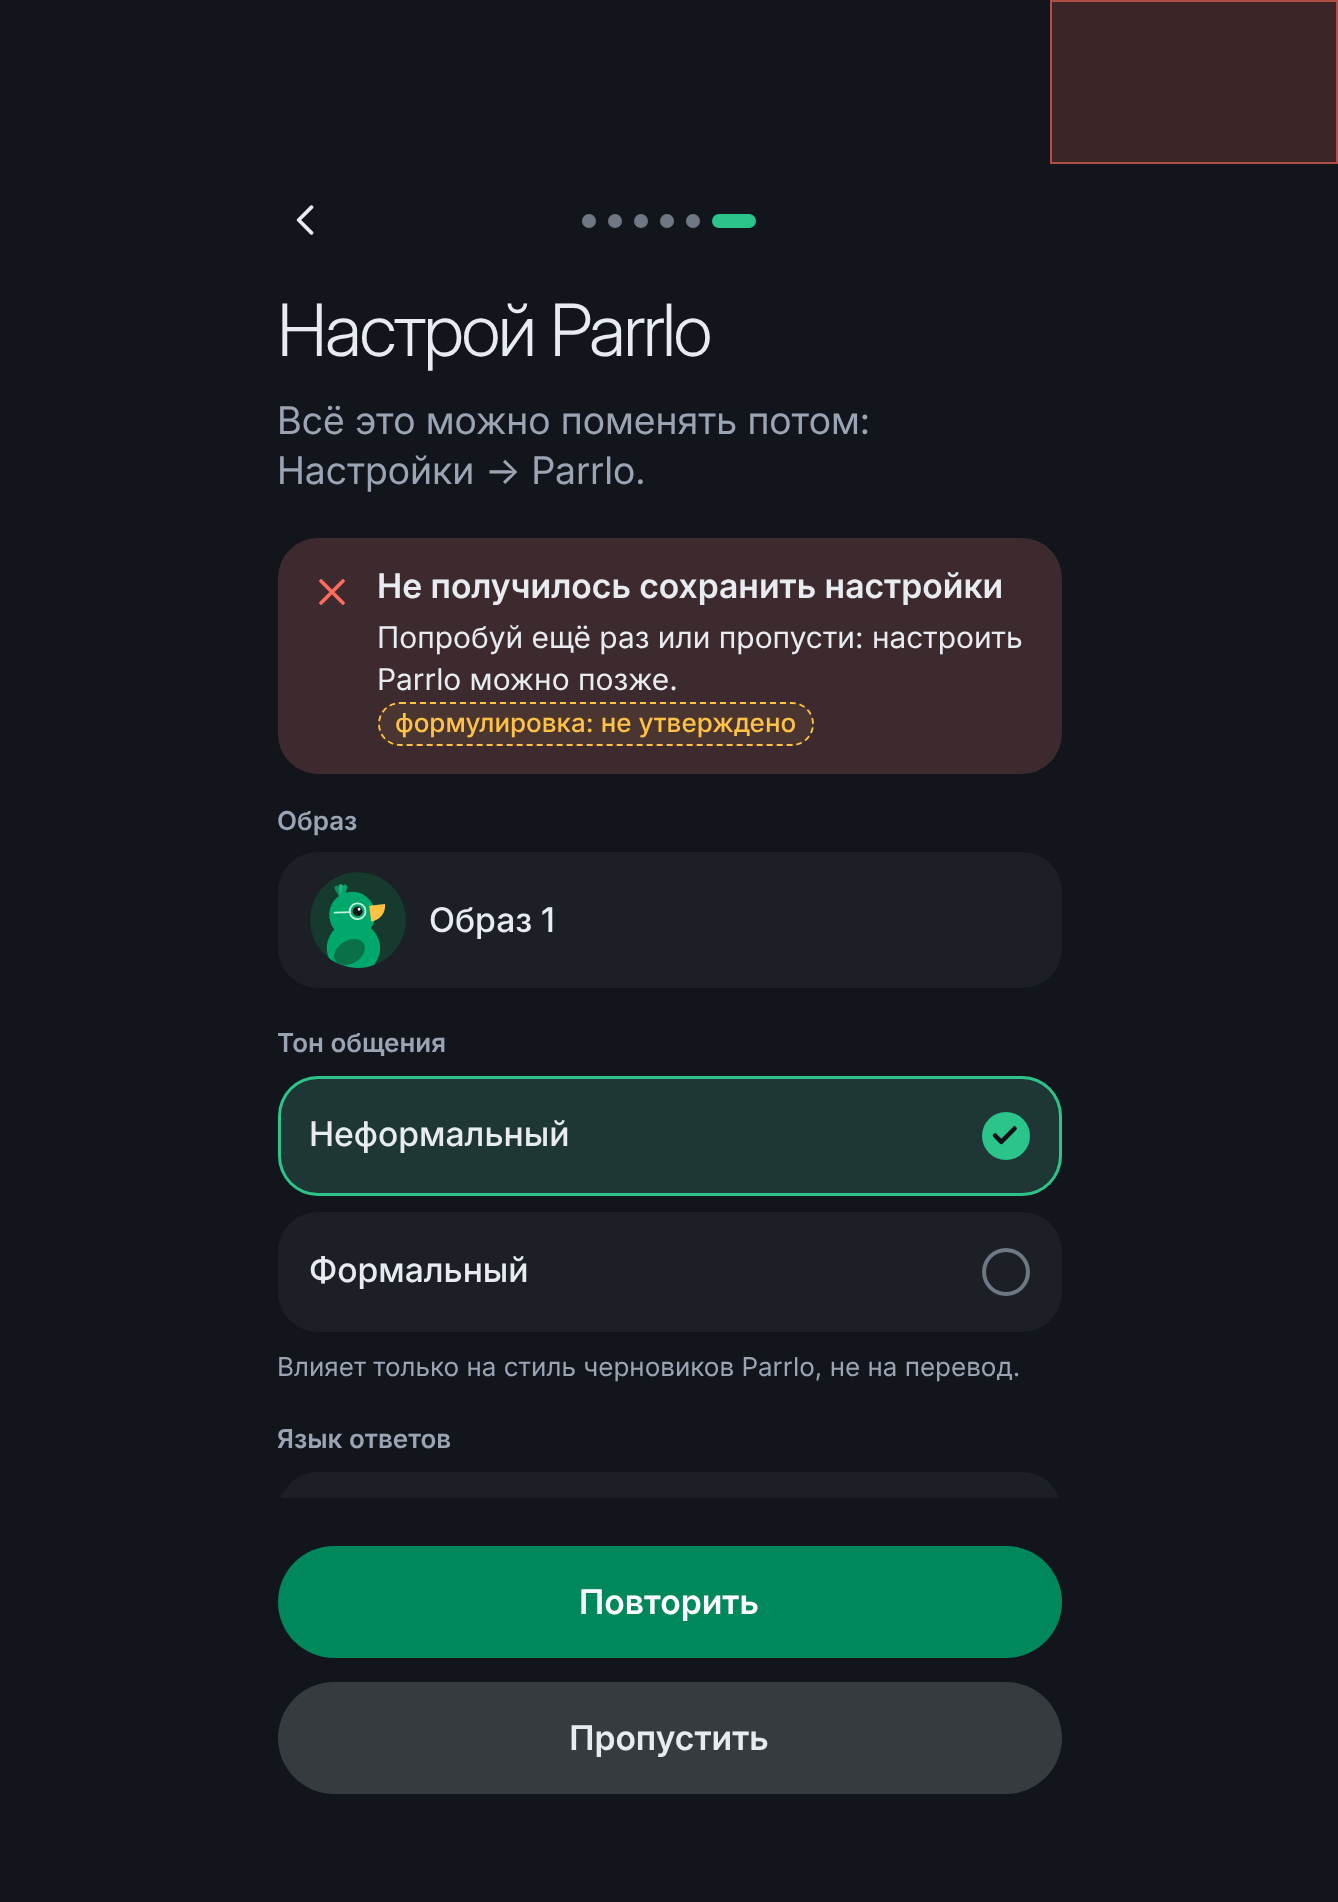 Настрой Parrlo
Всё это можно поменять потом:
Настройки → Parrlo.
Не получилось сохранить настройки
Попробуй ещё раз или пропусти: настроить
Parrlo можно позже.
формулировка: не утверждено
Образ
Образ 1
Тон общения
Неформальный
Формальный
Влияет только на стиль черновиков Parrlo, не на перевод.
Язык ответов
Повторить
Пропустить